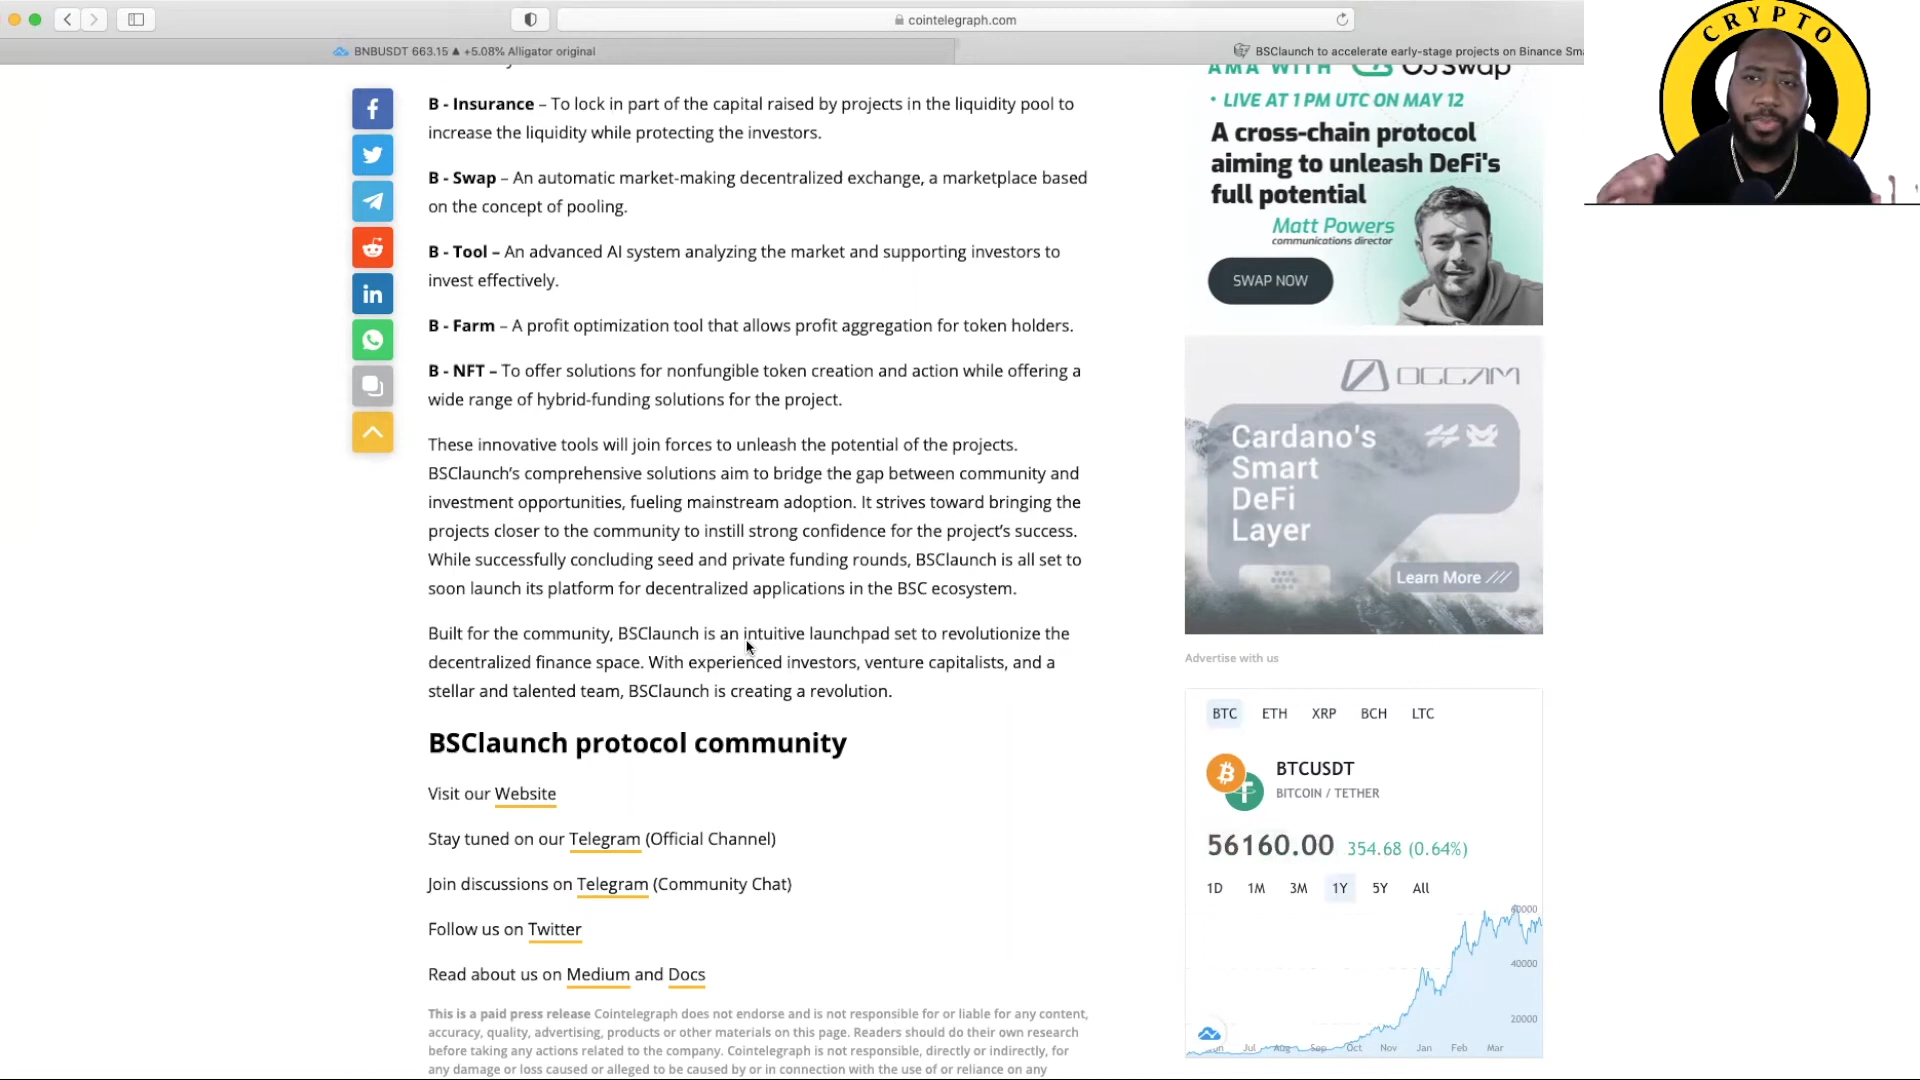 cointelegraph.com
BNBUSDT 663.15 ▲ +5.08% Alligator original
BSClaunch to accelerate early-stage projects on Binance Sma
CRYPTO
B - Insurance – To lock in part of the capital raised by projects in the liquidity pool to
increase the liquidity while protecting the investors.
B - Swap – An automatic market-making decentralized exchange, a marketplace based
on the concept of pooling.
B - Tool – An advanced AI system analyzing the market and supporting investors to
invest effectively.
B - Farm – A profit optimization tool that allows profit aggregation for token holders.
B - NFT – To offer solutions for nonfungible token creation and action while offering a
wide range of hybrid-funding solutions for the project.
These innovative tools will join forces to unleash the potential of the projects.
BSClaunch’s comprehensive solutions aim to bridge the gap between community and
investment opportunities, fueling mainstream adoption. It strives toward bringing the
projects closer to the community to instill strong confidence for the project’s success.
While successfully concluding seed and private funding rounds, BSClaunch is all set to
soon launch its platform for decentralized applications in the BSC ecosystem.
Built for the community, BSClaunch is an intuitive launchpad set to revolutionize the
decentralized finance space. With experienced investors, venture capitalists, and a
stellar and talented team, BSClaunch is creating a revolution.
BSClaunch protocol community
Visit our Website
Stay tuned on our Telegram (Official Channel)
Join discussions on Telegram (Community Chat)
Follow us on Twitter
Read about us on Medium and Docs
This is a paid press release Cointelegraph does not endorse and is not responsible for or liable for any content,
accuracy, quality, advertising, products or other materials on this page. Readers should do their own research
before taking any actions related to the company. Cointelegraph is not responsible, directly or indirectly, for
any damage or loss caused or alleged to be caused by or in connection with the use of or reliance on any
AMA WITH O3 Swap
• LIVE AT 1 PM UTC ON MAY 12
A cross-chain protocol
aiming to unleash DeFi's
full potential
Matt Powers
communications director
SWAP NOW
OCCAM
Cardano's
Smart
DeFi
Layer
Learn More ///
Advertise with us
BTC ETH XRP BCH LTC
BTCUSDT
BITCOIN / TETHER
56160.00 354.68 (0.64%)
1D 1M 3M 1Y 5Y All
60000
40000
20000
Jul Aug Sep Oct Nov Jan Feb Mar